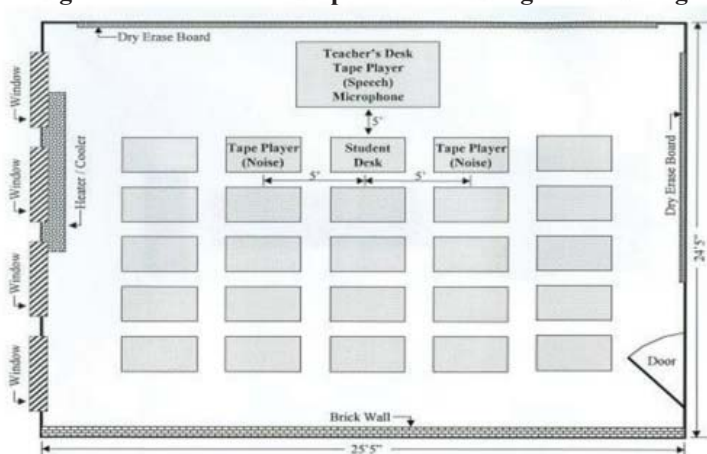 Dry Erase Board
Teacher's Desk
Tape Player
(Speech)
Microphone
Window
5'
Tape Player
(Noise)
Student
Desk
Tape Player
(Noise)
Dry Erase Board
Window
Heater / Cooler
5'
5'
24'5"
Window
Window
Door
Brick Wall
25'5"